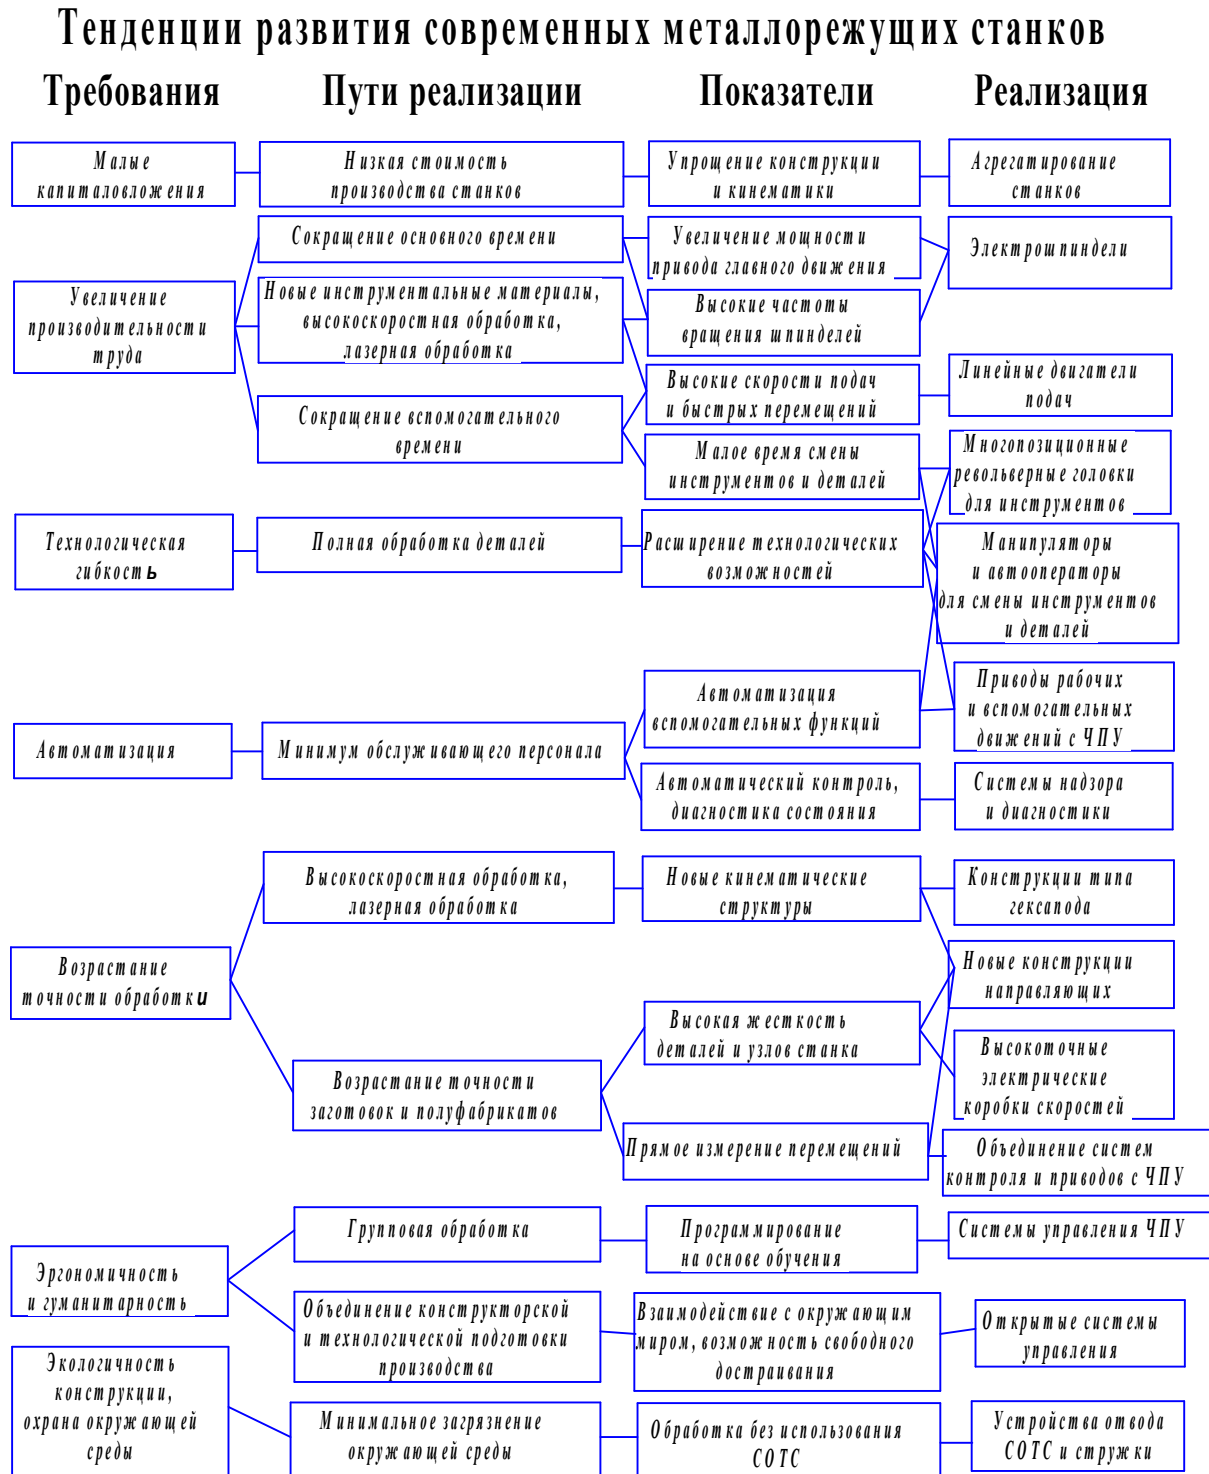 Тенденции развития современных металлорежущих станков
Требования
Пути реализации
Показатели
Реализация
Малые
капиталовложения
Низкая стоимость
производства станков
Упрощение конструкции
и кинематики
Агрегатирование
станков
Увеличение
производительности
труда
Сокращение основного времени
Новые инструментальные материалы,
высокоскоростная обработка,
лазерная обработка
Сокращение вспомогательного
времени
Увеличение мощности
привода главного движения
Высокие частоты
вращения шпинделей
Высокие скорости подач
и быстрых перемещений
Малое время смены
инструментов и деталей
Электрошпиндели
Линейные двигатели
подач
Многопозиционные
револьверные головки
для инструментов
Технологическая
гибкость
Полная обработка деталей
Расширение технологических
возможностей
Манипуляторы
и автооператоры
для смены инструментов
и деталей
Автоматизация
Минимум обслуживающего персонала
Автоматизация
вспомогательных функций
Автоматический контроль,
диагностика состояния
Приводы рабочих
и вспомогательных
движений с ЧПУ
Системы надзора
и диагностики
Возрастание
точности обработки
Высокоскоростная обработка,
лазерная обработка
Возрастание точности
заготовок и полуфабрикатов
Новые кинематические
структуры
Высокая жесткость
деталей и узлов станка
Прямое измерение перемещений
Конструкции типа
гексапода
Новые конструкции
направляющих
Высокоточные
электрические
коробки скоростей
Объединение систем
контроля и приводов с ЧПУ
Эргономичность
и гуманитарность
Групповая обработка
Объединение конструкторской
и технологической подготовки
производства
Программирование
на основе обучения
Взаимодействие с окружающим
миром, возможность свободного
достраивания
Системы управления ЧПУ
Открытые системы
управления
Экологичность
конструкции,
охрана окружающей
среды
Минимальное загрязнение
окружающей среды
Обработка без использования
СОТС
Устройства отвода
СОТС и стружки